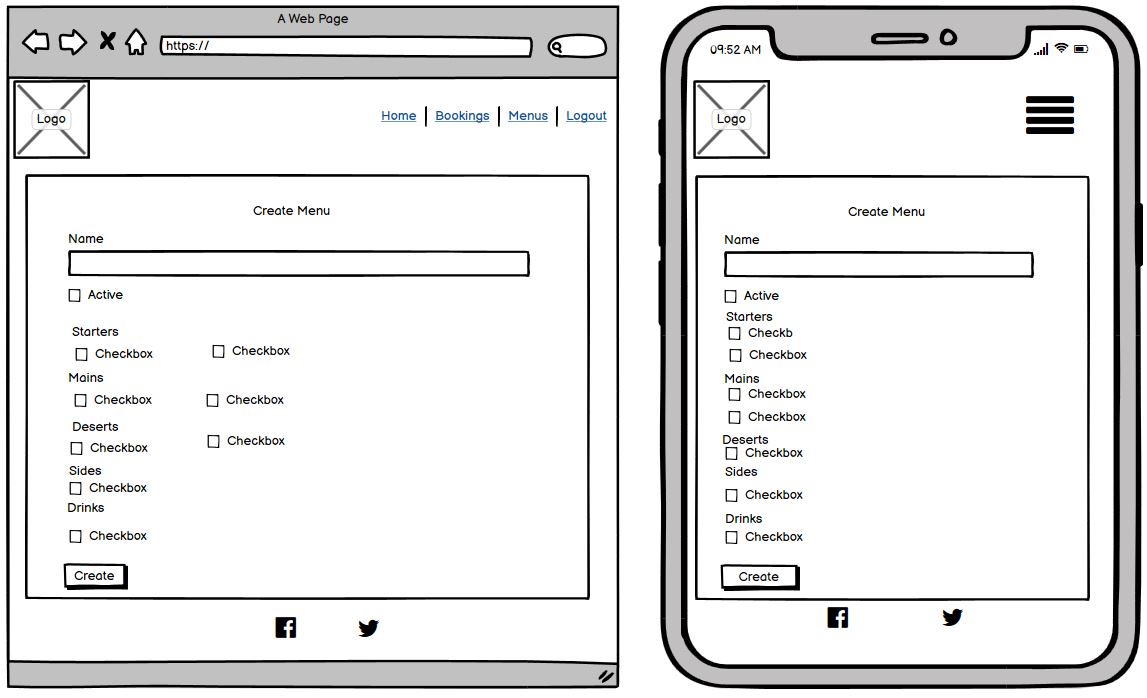 A Web Page
https://
Logo
Home Bookings Menus Logout
Create Menu
Name
Active
Starters
Checkbox Checkbox
Mains
Checkbox Checkbox
Deserts
Checkbox Checkbox
Sides
Checkbox
Drinks
Checkbox
Create
09:52 AM
Logo
Create Menu
Name
Active
Starters
Checkb
Checkbox
Mains
Checkbox
Checkbox
Deserts
Checkbox
Sides
Checkbox
Drinks
Checkbox
Create